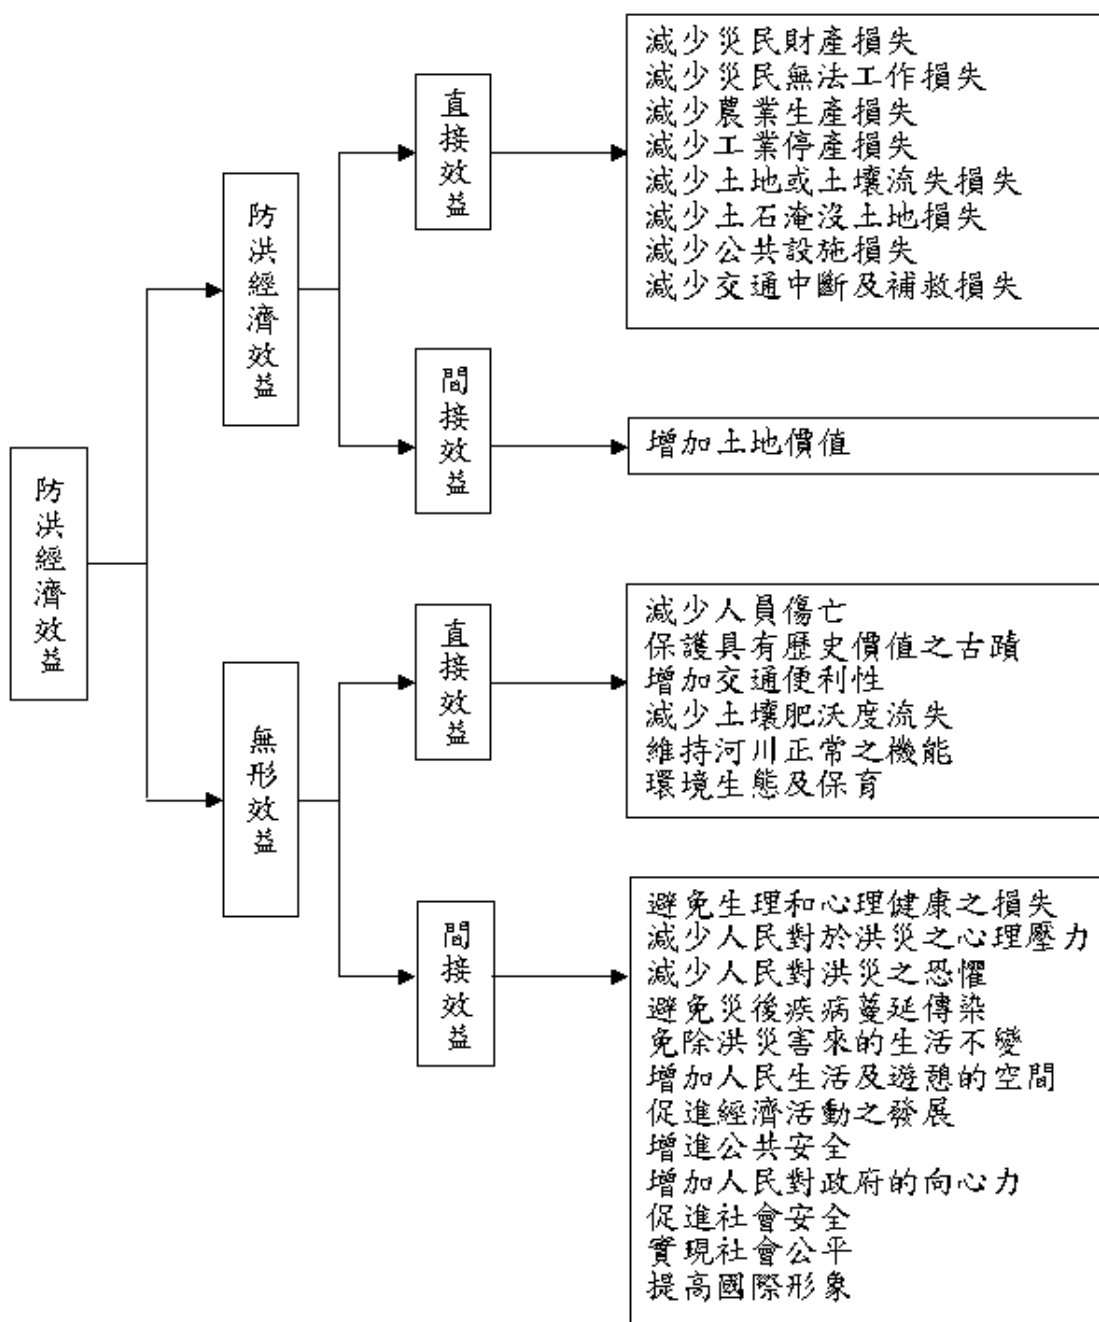 防洪經濟效益
防洪經濟效益
直接效益
減少災民財產損失
減少災民無法工作損失
減少農業生產損失
減少工業停產損失
減少土地或土壤流失損失
減少土石淹沒土地損失
減少公共設施損失
減少交通中斷及補救損失
間接效益
增加土地價值
無形效益
直接效益
減少人員傷亡
保護具有歷史價值之古蹟
增加交通便利性
減少土壤肥沃度流失
維持河川正常之機能
環境生態及保育
間接效益
避免生理和心理健康之損失
減少人民對於洪災之心理壓力
減少人民對洪災之恐懼
避免災後疾病蔓延傳染
免除洪災害來的生活不變
增加人民生活及遊憩的空間
促進經濟活動之發展
增進公共安全
增加人民對政府的向心力
促進社會安全
實現社會公平
提高國際形象